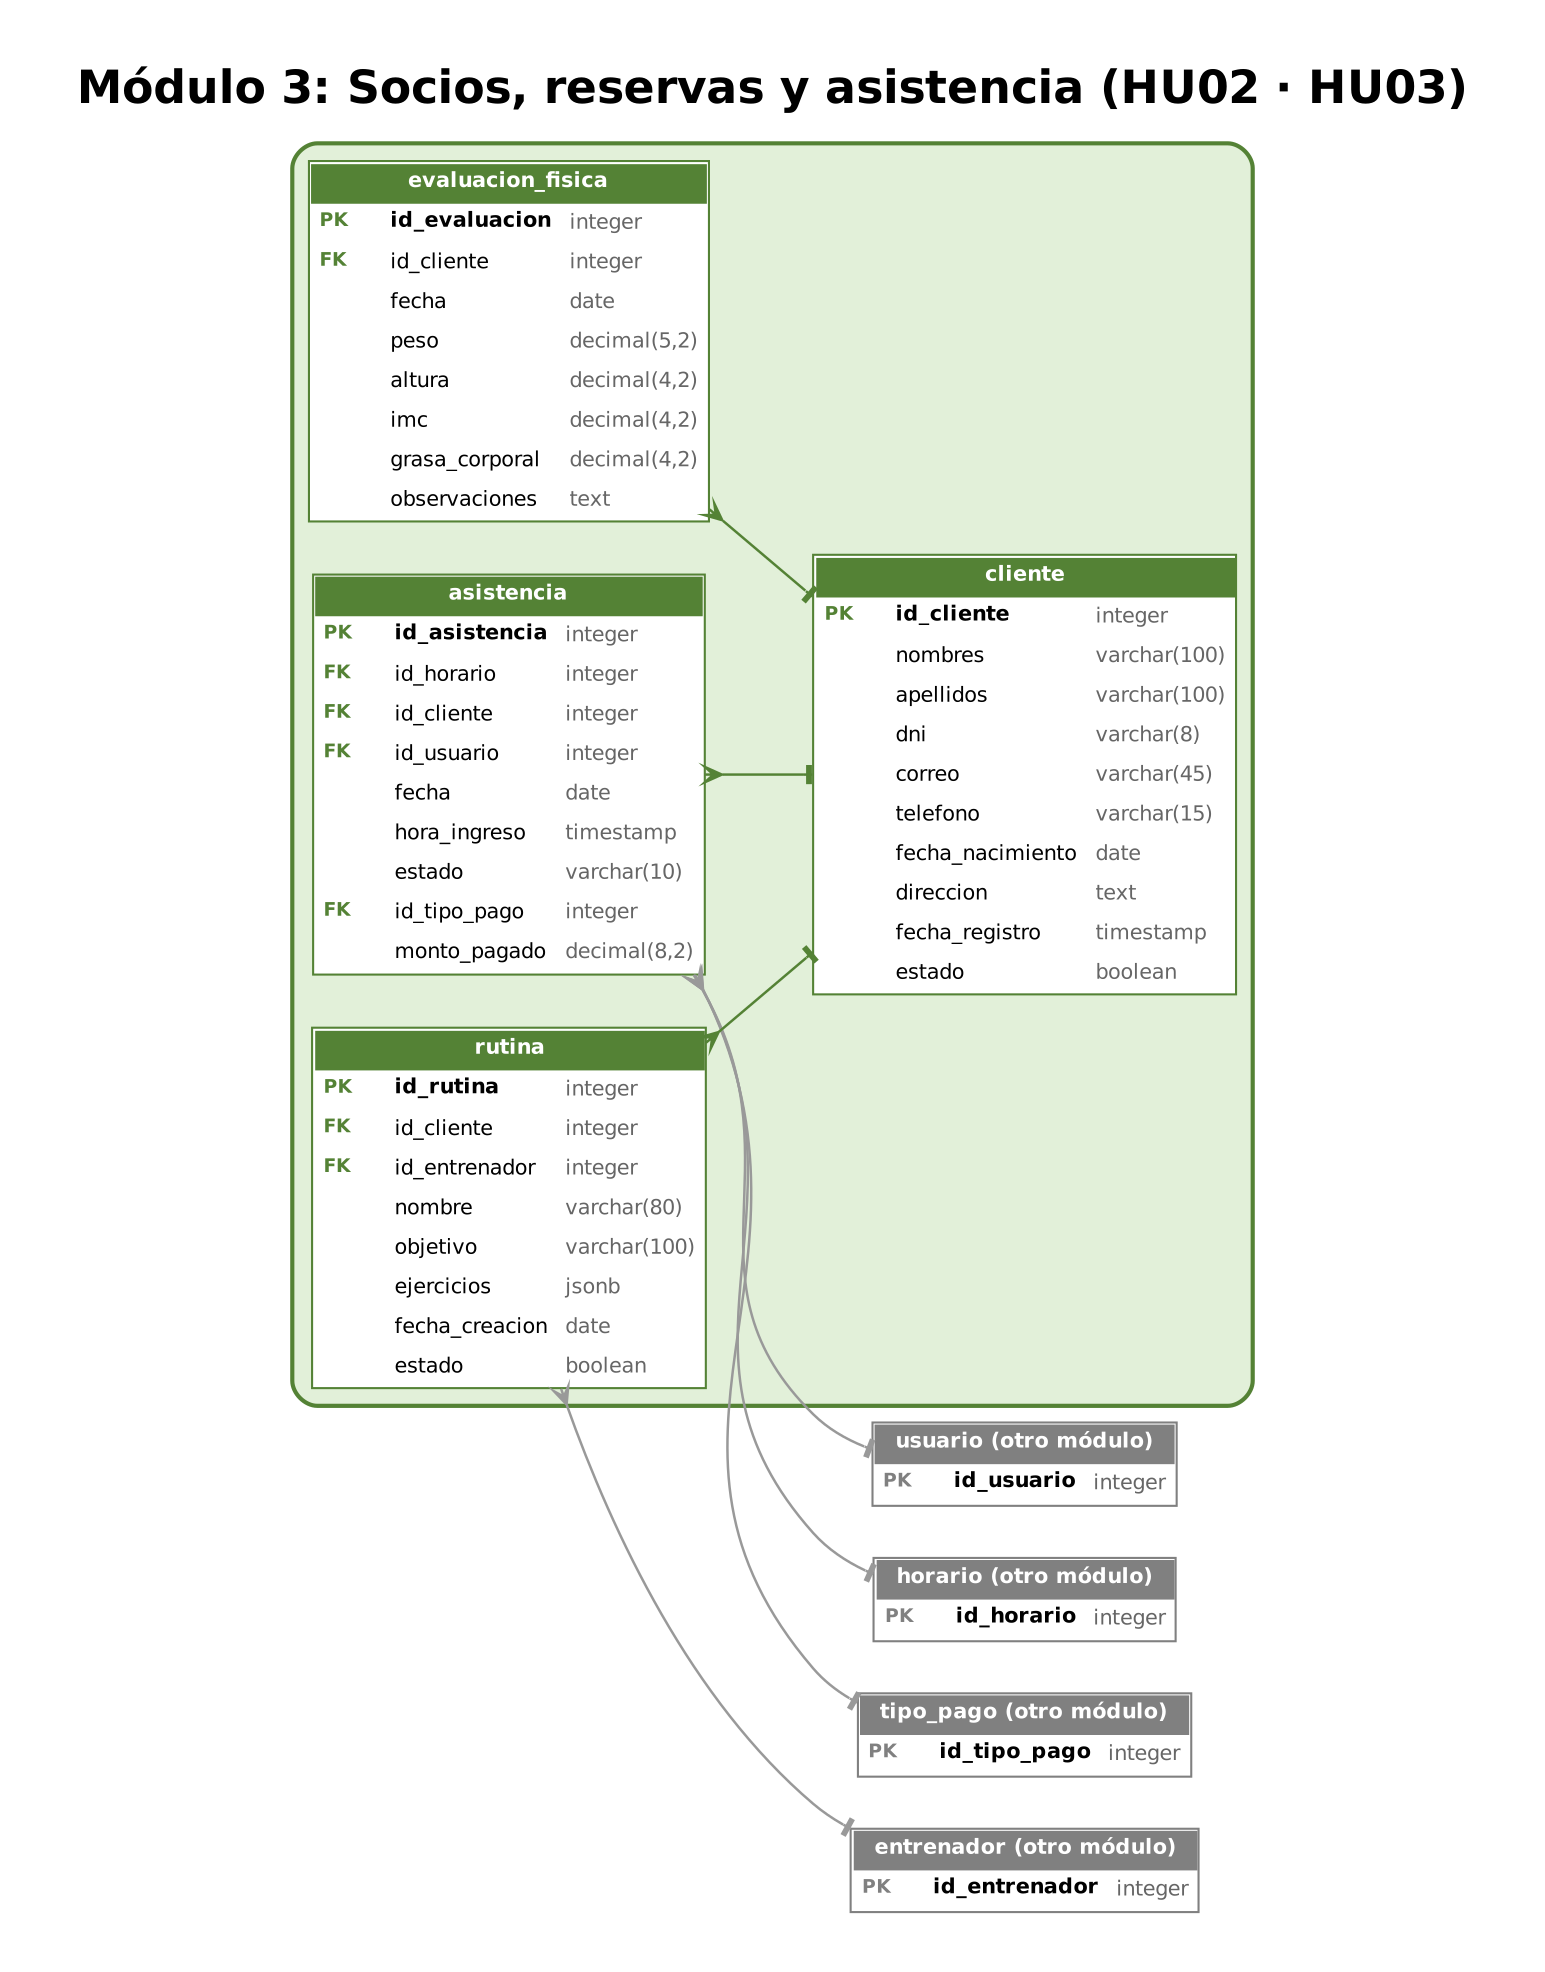 Módulo 3: Socios, reservas y asistencia (HU02 · HU03)
evaluacion_fisica
PK id_evaluacion integer
FK id_cliente integer
fecha date
peso decimal(5,2)
altura decimal(4,2)
imc decimal(4,2)
grasa_corporal decimal(4,2)
observaciones text
asistencia
PK id_asistencia integer
FK id_horario integer
FK id_cliente integer
FK id_usuario integer
fecha date
hora_ingreso timestamp
estado varchar(10)
FK id_tipo_pago integer
monto_pagado decimal(8,2)
rutina
PK id_rutina integer
FK id_cliente integer
FK id_entrenador integer
nombre varchar(80)
objetivo varchar(100)
ejercicios jsonb
fecha_creacion date
estado boolean
cliente
PK id_cliente integer
nombres varchar(100)
apellidos varchar(100)
dni varchar(8)
correo varchar(45)
telefono varchar(15)
fecha_nacimiento date
direccion text
fecha_registro timestamp
estado boolean
usuario (otro módulo)
PK id_usuario integer
horario (otro módulo)
PK id_horario integer
tipo_pago (otro módulo)
PK id_tipo_pago integer
entrenador (otro módulo)
PK id_entrenador integer